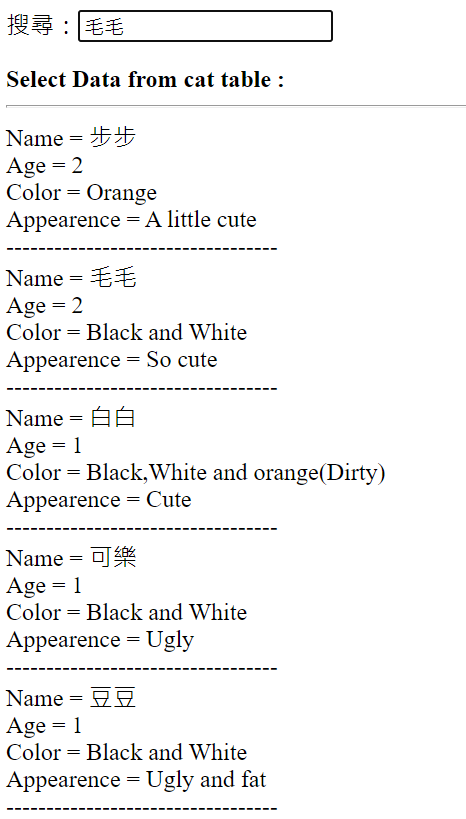 搜尋：毛毛
Select Data from cat table :
Name = 步步
Age = 2
Color = Orange
Appearence = A little cute
----------------------------------
Name = 毛毛
Age = 2
Color = Black and White
Appearence = So cute
----------------------------------
Name = 白白
Age = 1
Color = Black,White and orange(Dirty)
Appearence = Cute
----------------------------------
Name = 可樂
Age = 1
Color = Black and White
Appearence = Ugly
----------------------------------
Name = 豆豆
Age = 1
Color = Black and White
Appearence = Ugly and fat
----------------------------------